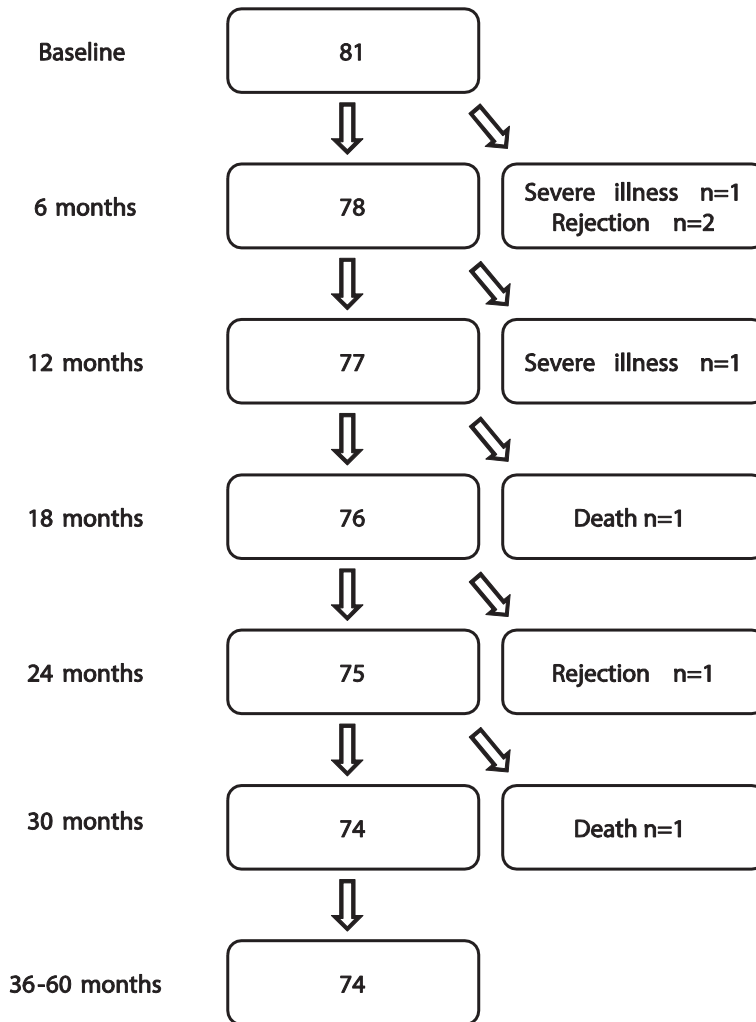 Baseline
81
6 months
78
Severe illness n=1
Rejection n=2
12 months
77
Severe illness n=1
18 months
76
Death n=1
24 months
75
Rejection n=1
30 months
74
Death n=1
36-60 months
74